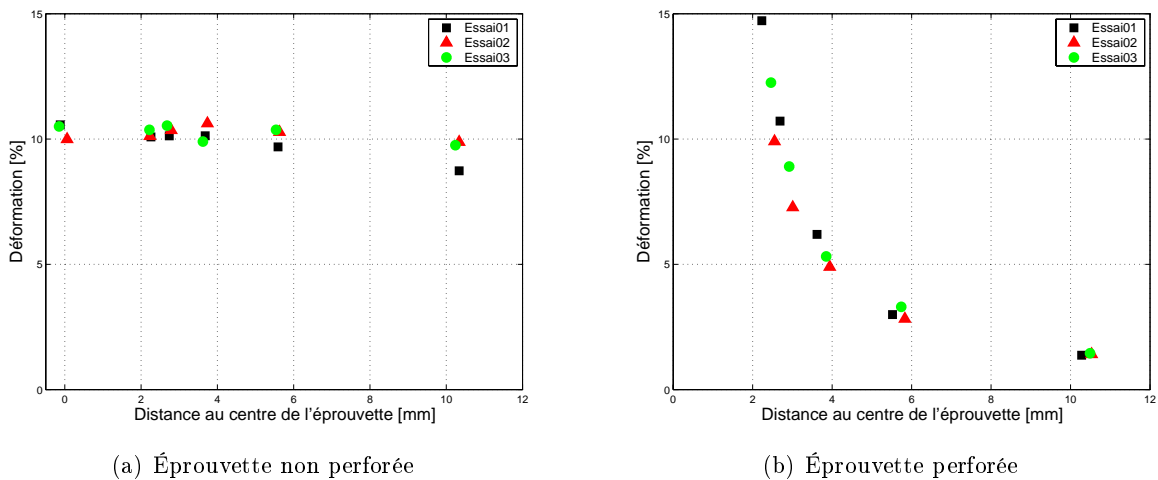 15
10
5
0
Déformation [%]
0
2
4
6
8
10
12
Distance au centre de l'éprouvette [mm]
Essai01
Essai02
Essai03
(a) Éprouvette non perforée
15
10
5
0
Déformation [%]
0
2
4
6
8
10
12
Distance au centre de l'éprouvette [mm]
Essai01
Essai02
Essai03
(b) Éprouvette perforée